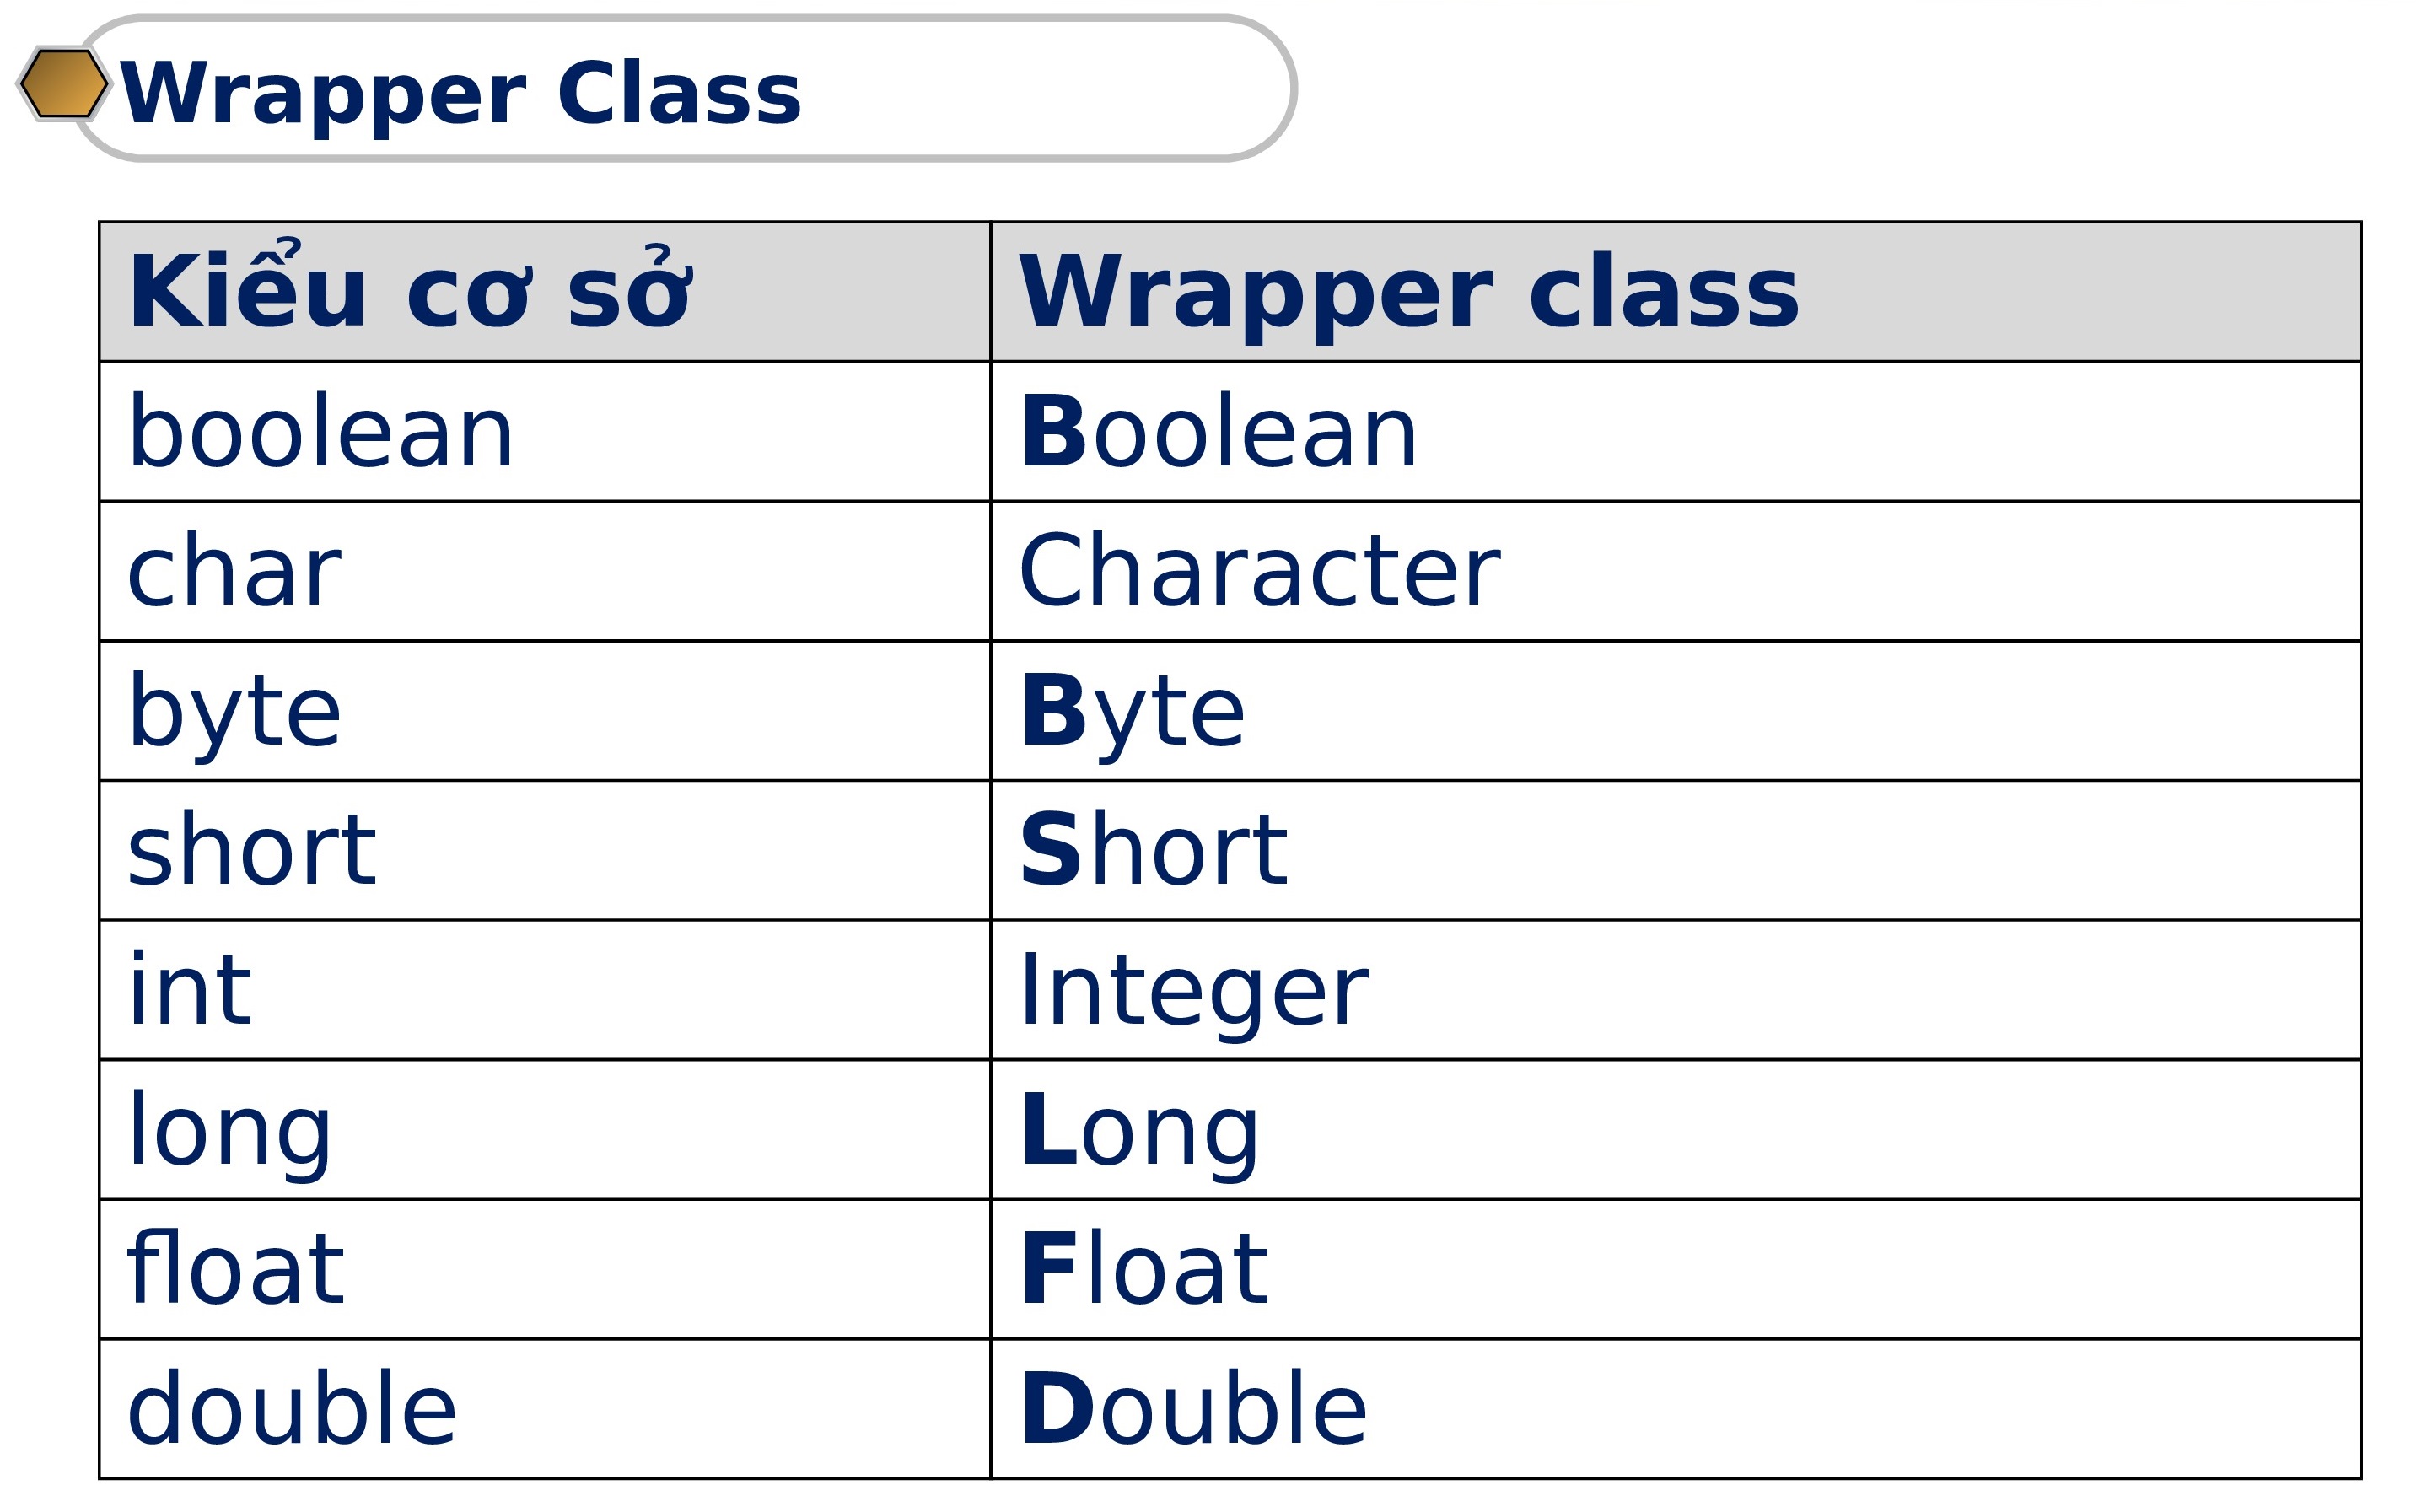 Wrapper Class
Kiểu cơ sở Wrapper class
boolean Boolean
char Character
byte Byte
short Short
int Integer
long Long
float Float
double Double